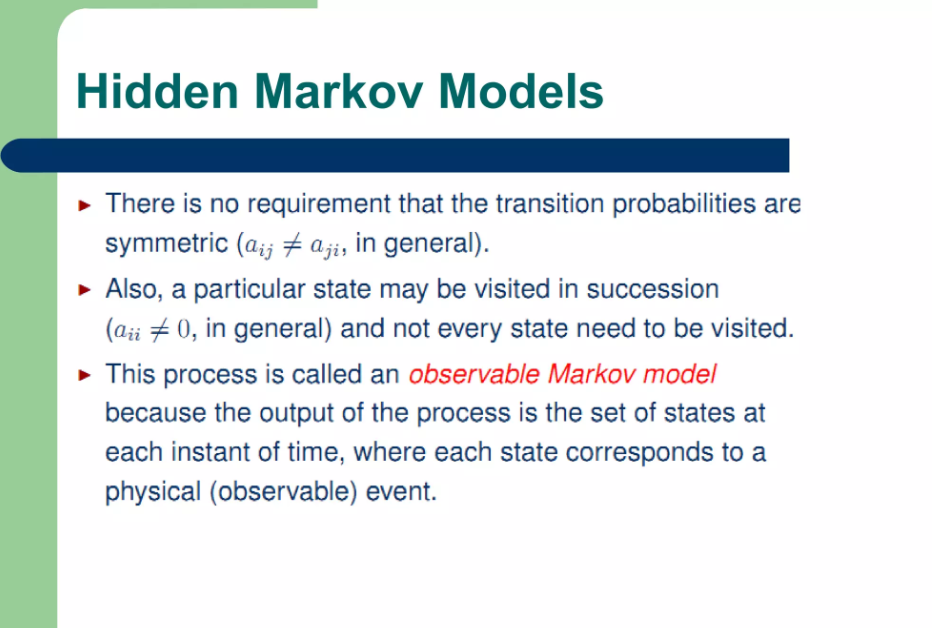 Hidden Markov Models
► There is no requirement that the transition probabilities are
symmetric (aᵢⱼ ≠ aⱼᵢ, in general).
► Also, a particular state may be visited in succession
(aᵢᵢ ≠ 0, in general) and not every state need to be visited.
► This process is called an observable Markov model
because the output of the process is the set of states at
each instant of time, where each state corresponds to a
physical (observable) event.